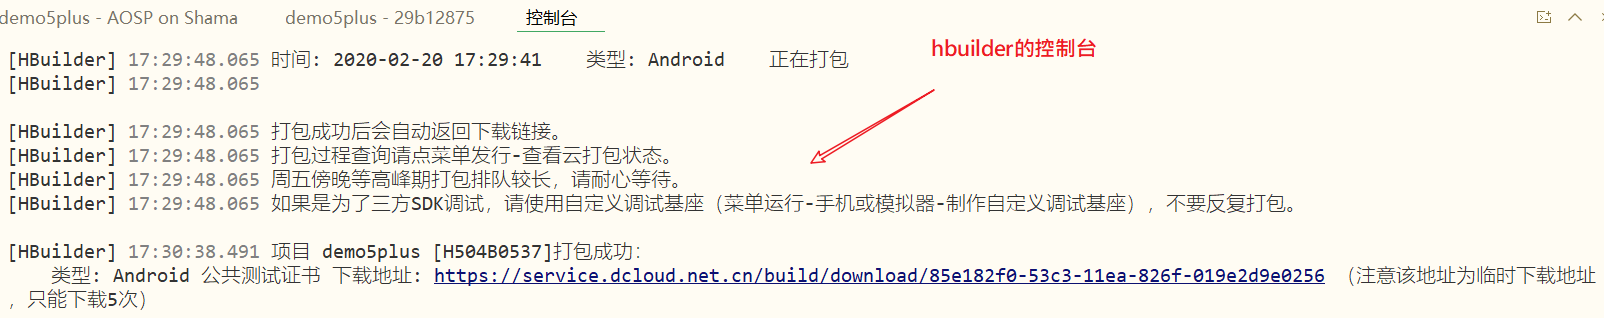 demo5plus - AOSP on Shama demo5plus - 29b12875 控制台
hbuilder的控制台
[HBuilder] 17:29:48.065 时间: 2020-02-20 17:29:41 类型: Android 正在打包
[HBuilder] 17:29:48.065
[HBuilder] 17:29:48.065 打包成功后会自动返回下载链接。
[HBuilder] 17:29:48.065 打包过程查询请点菜单发行-查看云打包状态。
[HBuilder] 17:29:48.065 周五傍晚等高峰期打包排队较长，请耐心等待。
[HBuilder] 17:29:48.065 如果是为了三方SDK调试，请使用自定义调试基座（菜单运行-手机或模拟器-制作自定义调试基座），不要反复打包。
[HBuilder] 17:30:38.491 项目 demo5plus [H504B0537]打包成功：
类型: Android 公共测试证书 下载地址: https://service.dcloud.net.cn/build/download/85e182f0-53c3-11ea-826f-019e2d9e0256 （注意该地址为临时下载地址
，只能下载5次）